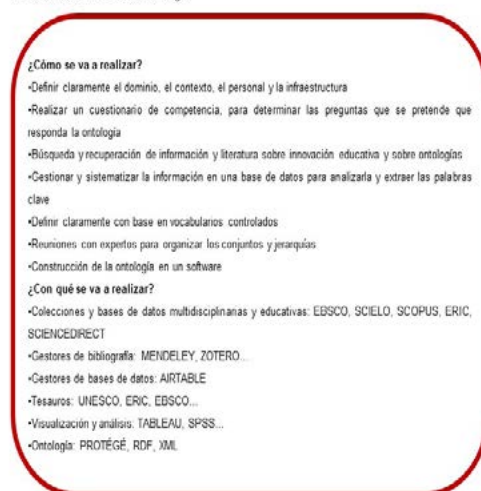 ¿Cómo se va a realizar?
•Definir claramente el dominio, el contexto, el personal y la infraestructura
•Realizar un cuestionario de competencia, para determinar las preguntas que se pretende que
responda la ontología
•Búsqueda y recuperación de información y literatura sobre innovación educativa y sobre ontologías
•Gestionar y sistematizar la información en una base de datos para analizarla y extraer las palabras
clave
•Definir claramente con base en vocabularios controlados
•Reuniones con expertos para organizar los conjuntos y jerarquías
•Construcción de la ontología en un software
¿Con qué se va a realizar?
•Colecciones y bases de datos multidisciplinarias y educativas: EBSCO, SCIELO, SCOPUS, ERIC,
SCIENCEDIRECT
•Gestores de bibliografía: MENDELEY, ZOTERO...
•Gestores de bases de datos: AIRTABLE
•Tesauros: UNESCO, ERIC, EBSCO...
•Visualización y análisis: TABLEAU, SPSS...
•Ontología: PROTÉGÉ, RDF, XML